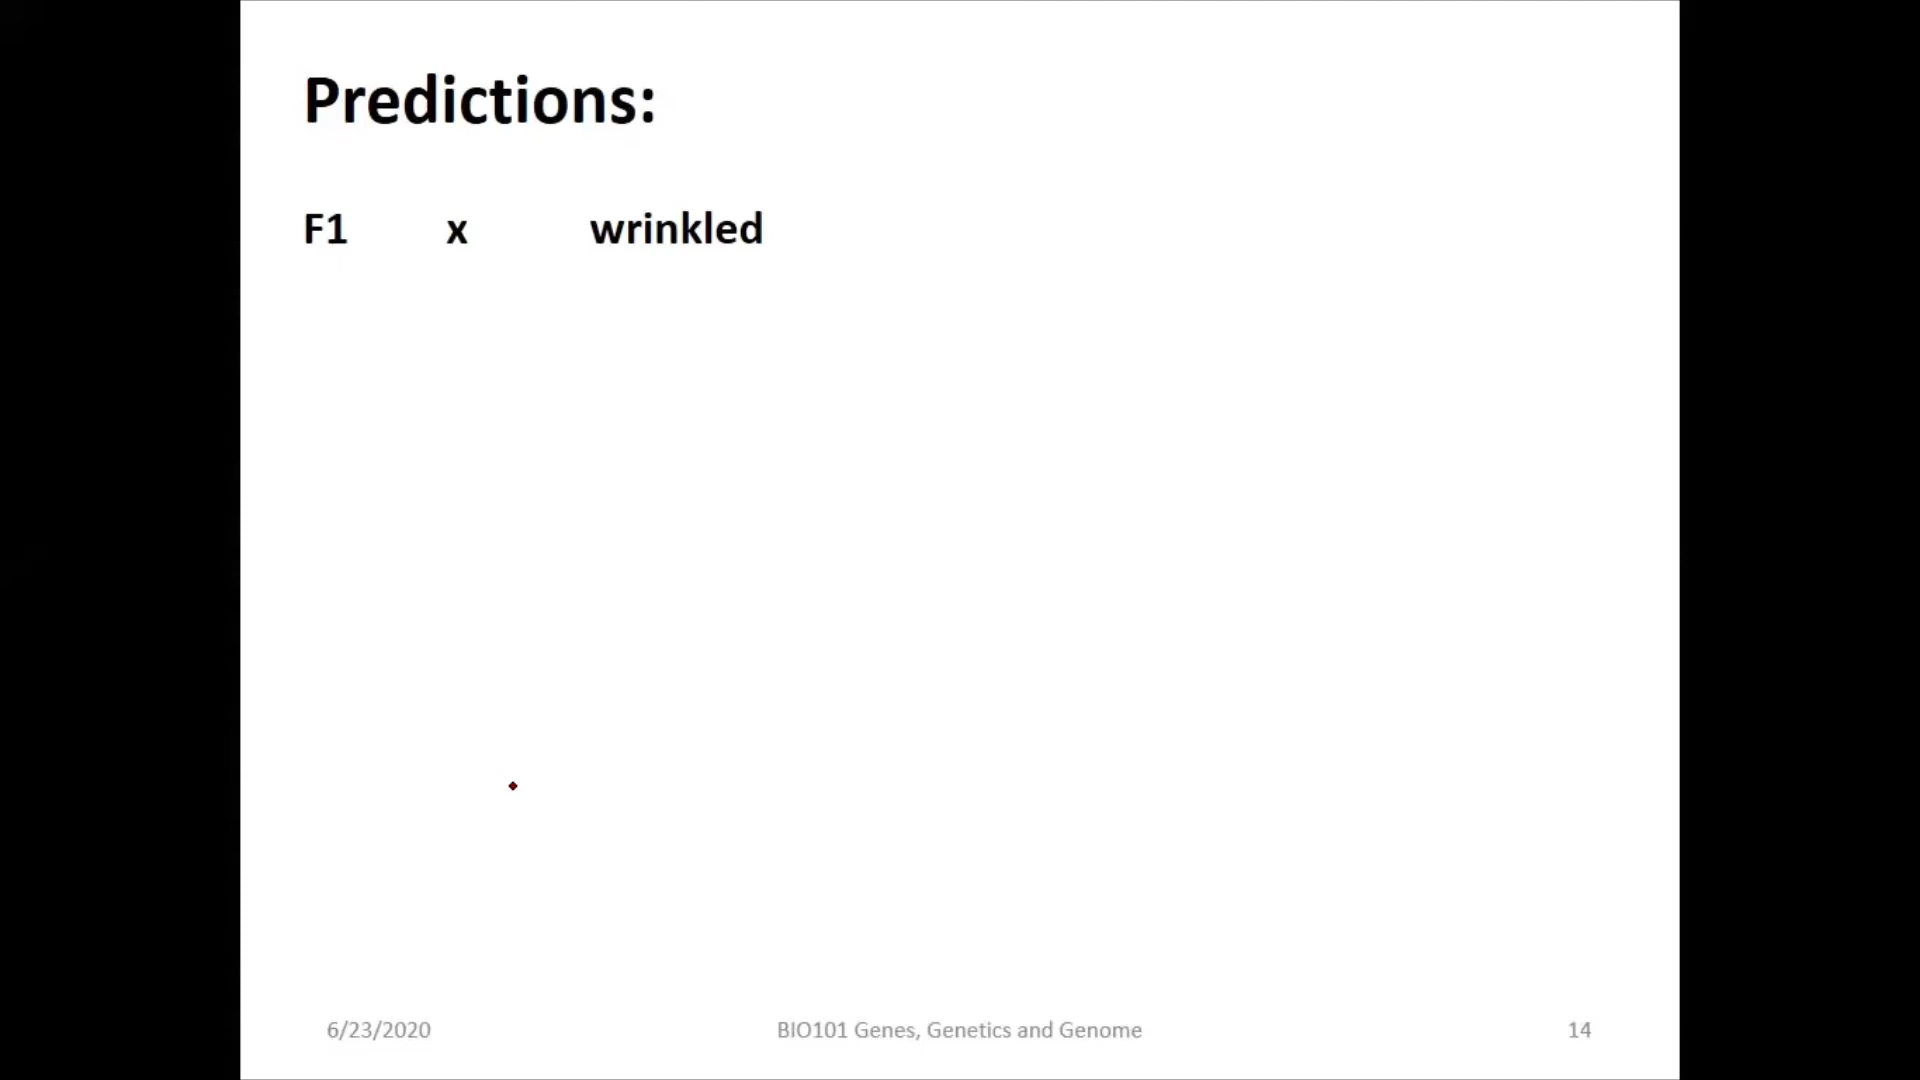 Predictions:
F1 x wrinkled
6/23/2020 BIO101 Genes, Genetics and Genome 14